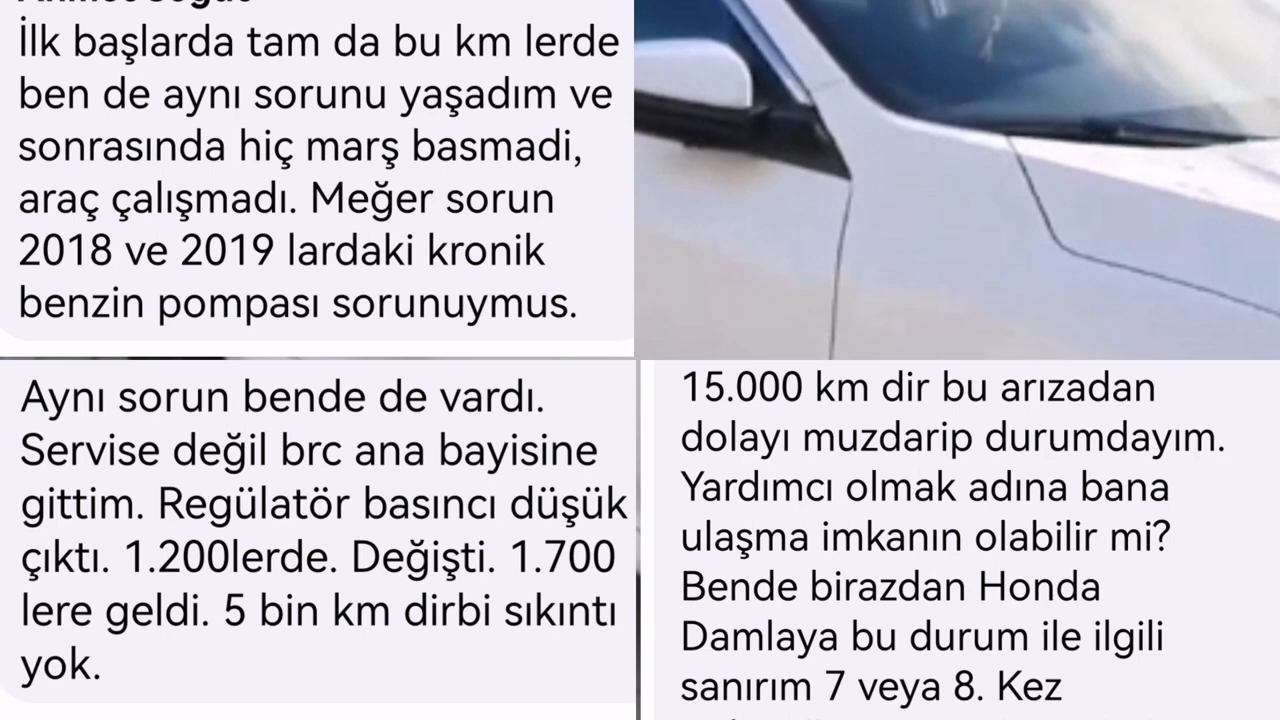 İlk başlarda tam da bu km lerde
ben de aynı sorunu yaşadım ve
sonrasında hiç marş basmadi,
araç çalışmadı. Meğer sorun
2018 ve 2019 lardaki kronik
benzin pompası sorunuymus.
Aynı sorun bende de vardı.
Servise değil brc ana bayisine
gittim. Regülatör basıncı düşük
çıktı. 1.200lerde. Değişti. 1.700
lere geldi. 5 bin km dirbi sıkıntı
yok.
15.000 km dir bu arızadan
dolayı muzdarip durumdayım.
Yardımcı olmak adına bana
ulaşma imkanın olabilir mi?
Bende birazdan Honda
Damlaya bu durum ile ilgili
sanırım 7 veya 8. Kez